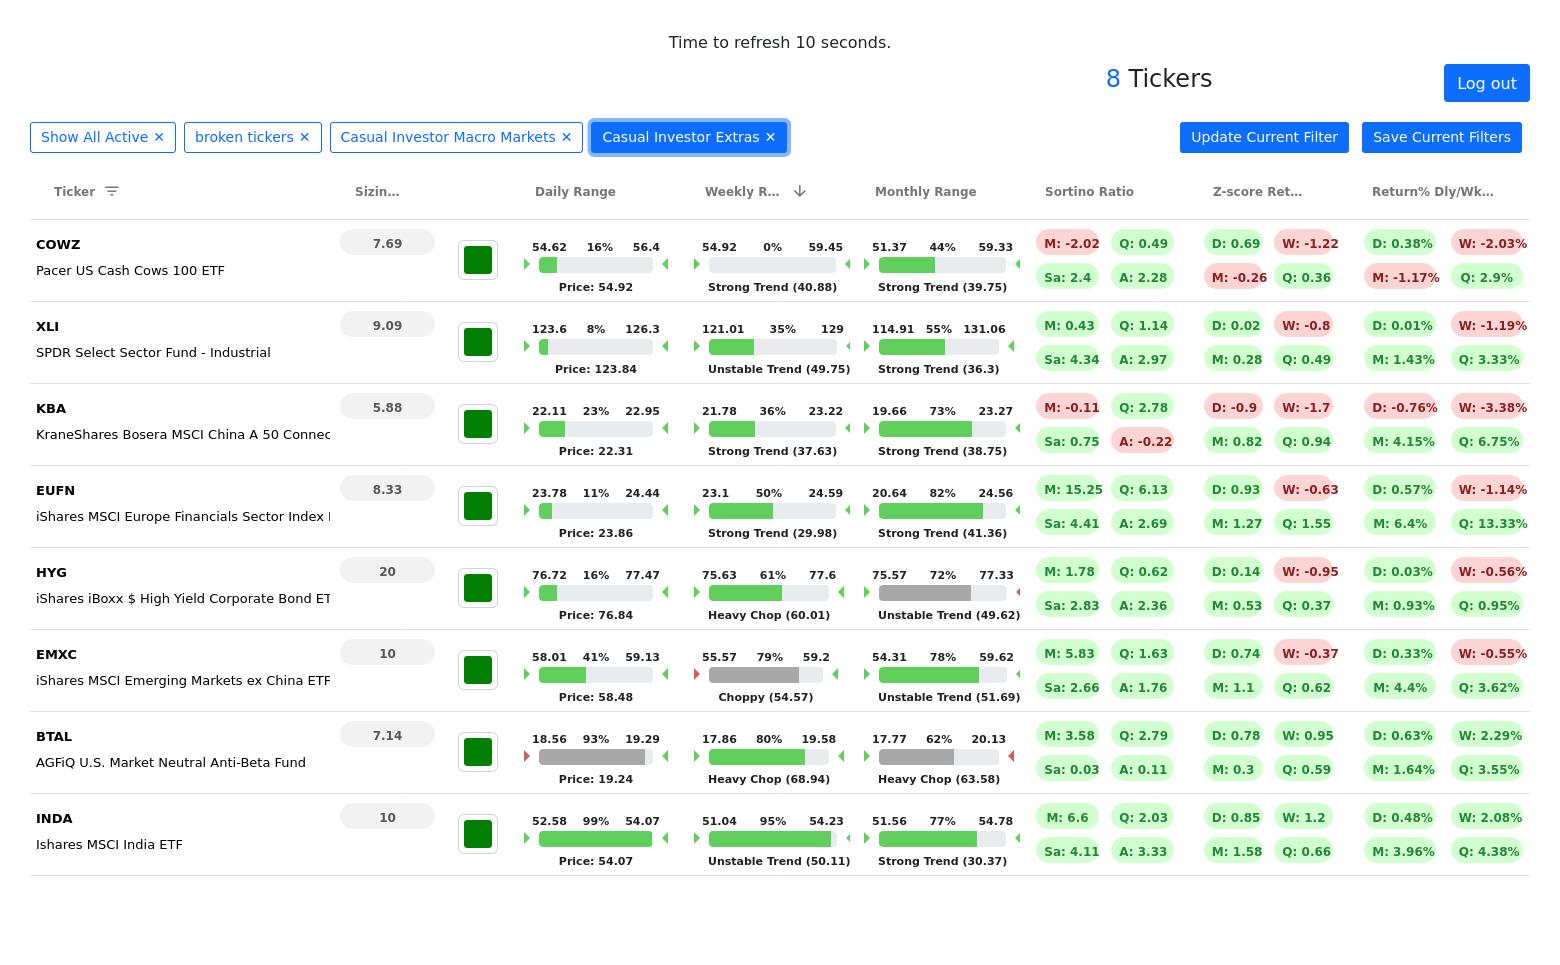 Time to refresh 10 seconds.
8 Tickers
Log out
Show All Active ✕ broken tickers ✕ Casual Investor Macro Markets ✕ Casual Investor Extras ✕ Update Current Filter Save Current Filters
Ticker Sizin... Daily Range Weekly R... Monthly Range Sortino Ratio Z-score Ret... Return% Dly/Wk...
COWZ 7.69 54.62 16% 56.4 54.92 0% 59.45 51.37 44% 59.33 M: -2.02 Q: 0.49 D: 0.69 W: -1.22 D: 0.38% W: -2.03%
Pacer US Cash Cows 100 ETF Price: 54.92 Strong Trend (40.88) Strong Trend (39.75) Sa: 2.4 A: 2.28 M: -0.26 Q: 0.36 M: -1.17% Q: 2.9%
XLI 9.09 123.6 8% 126.3 121.01 35% 129 114.91 55% 131.06 M: 0.43 Q: 1.14 D: 0.02 W: -0.8 D: 0.01% W: -1.19%
SPDR Select Sector Fund - Industrial Price: 123.84 Unstable Trend (49.75) Strong Trend (36.3) Sa: 4.34 A: 2.97 M: 0.28 Q: 0.49 M: 1.43% Q: 3.33%
KBA 5.88 22.11 23% 22.95 21.78 36% 23.22 19.66 73% 23.27 M: -0.11 Q: 2.78 D: -0.9 W: -1.7 D: -0.76% W: -3.38%
KraneShares Bosera MSCI China A 50 Connec Price: 22.31 Strong Trend (37.63) Strong Trend (38.75) Sa: 0.75 A: -0.22 M: 0.82 Q: 0.94 M: 4.15% Q: 6.75%
EUFN 8.33 23.78 11% 24.44 23.1 50% 24.59 20.64 82% 24.56 M: 15.25 Q: 6.13 D: 0.93 W: -0.63 D: 0.57% W: -1.14%
iShares MSCI Europe Financials Sector Index Price: 23.86 Strong Trend (29.98) Strong Trend (41.36) Sa: 4.41 A: 2.69 M: 1.27 Q: 1.55 M: 6.4% Q: 13.33%
HYG 20 76.72 16% 77.47 75.63 61% 77.6 75.57 72% 77.33 M: 1.78 Q: 0.62 D: 0.14 W: -0.95 D: 0.03% W: -0.56%
iShares iBoxx $ High Yield Corporate Bond ET Price: 76.84 Heavy Chop (60.01) Unstable Trend (49.62) Sa: 2.83 A: 2.36 M: 0.53 Q: 0.37 M: 0.93% Q: 0.95%
EMXC 10 58.01 41% 59.13 55.57 79% 59.2 54.31 78% 59.62 M: 5.83 Q: 1.63 D: 0.74 W: -0.37 D: 0.33% W: -0.55%
iShares MSCI Emerging Markets ex China ETF Price: 58.48 Choppy (54.57) Unstable Trend (51.69) Sa: 2.66 A: 1.76 M: 1.1 Q: 0.62 M: 4.4% Q: 3.62%
BTAL 7.14 18.56 93% 19.29 17.86 80% 19.58 17.77 62% 20.13 M: 3.58 Q: 2.79 D: 0.78 W: 0.95 D: 0.63% W: 2.29%
AGFiQ U.S. Market Neutral Anti-Beta Fund Price: 19.24 Heavy Chop (68.94) Heavy Chop (63.58) Sa: 0.03 A: 0.11 M: 0.3 Q: 0.59 M: 1.64% Q: 3.55%
INDA 10 52.58 99% 54.07 51.04 95% 54.23 51.56 77% 54.78 M: 6.6 Q: 2.03 D: 0.85 W: 1.2 D: 0.48% W: 2.08%
Ishares MSCI India ETF Price: 54.07 Unstable Trend (50.11) Strong Trend (30.37) Sa: 4.11 A: 3.33 M: 1.58 Q: 0.66 M: 3.96% Q: 4.38%